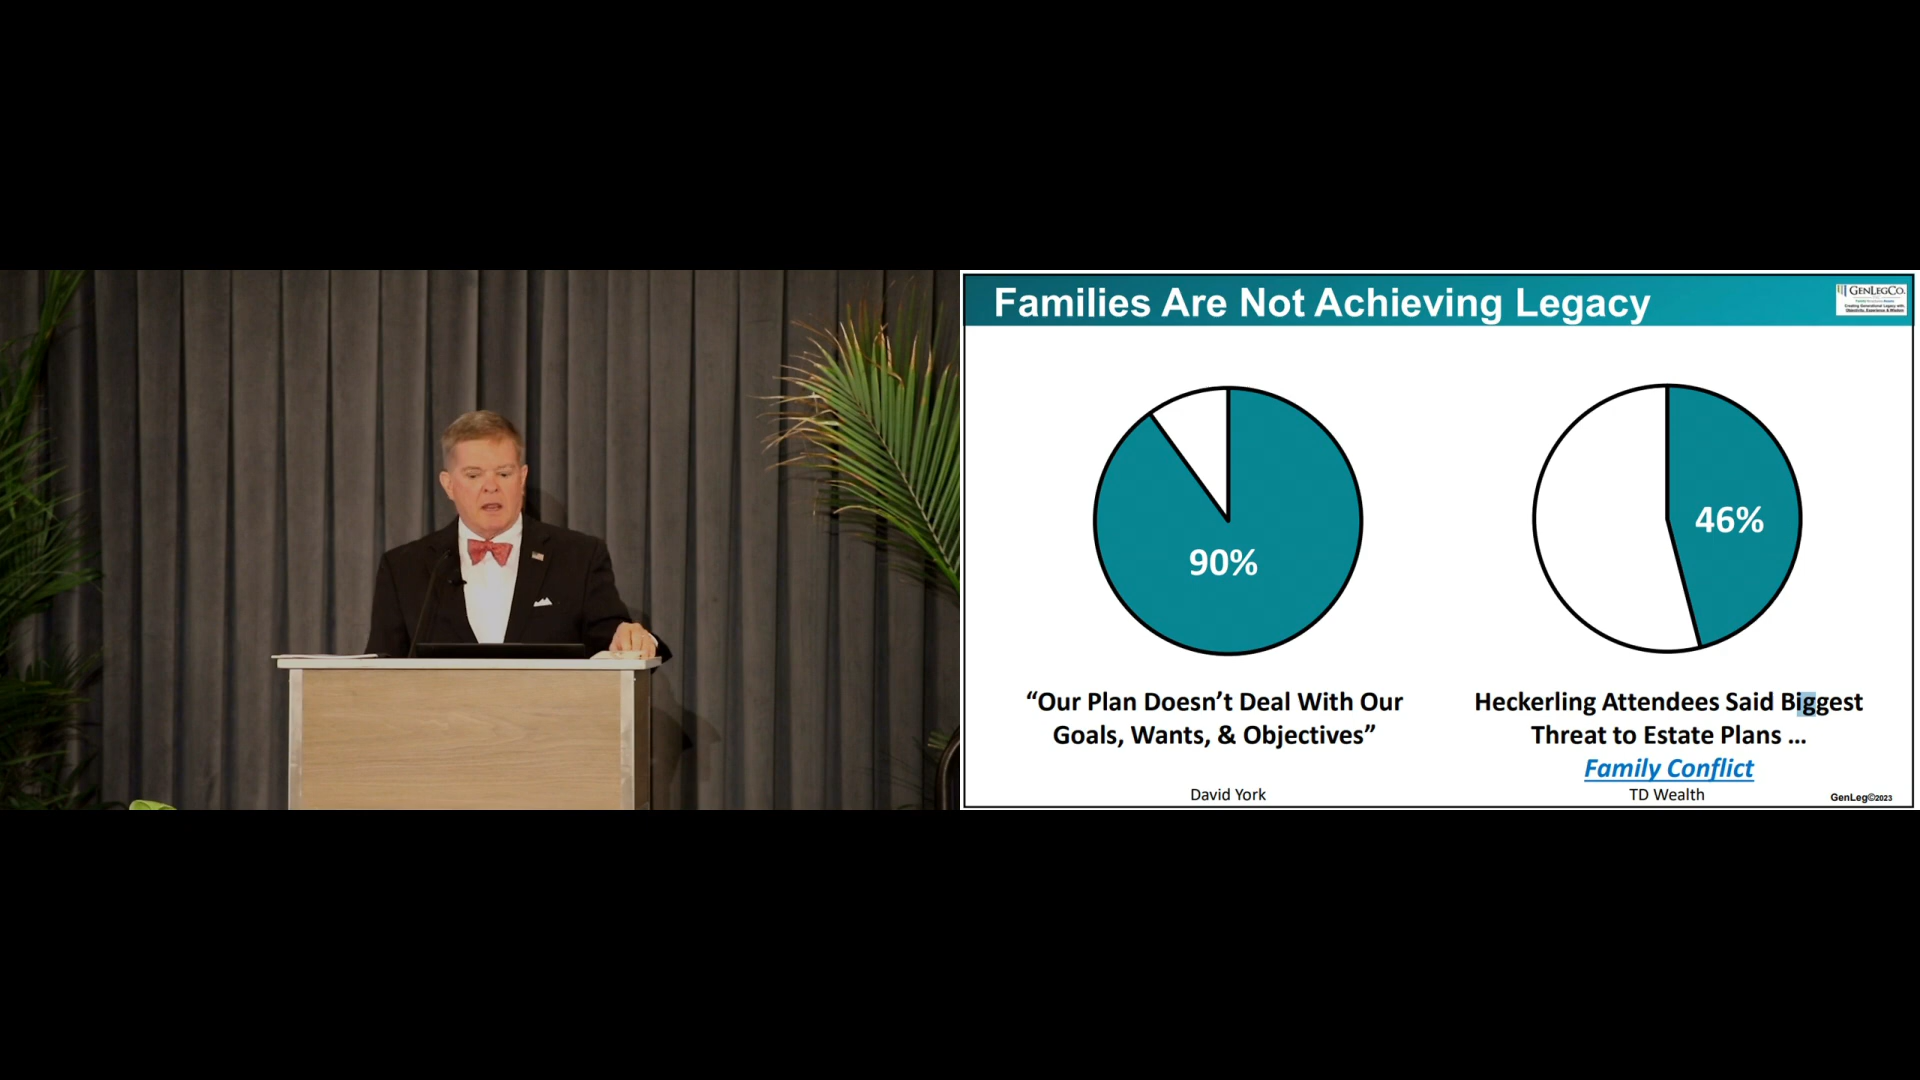 Families Are Not Achieving Legacy
GENLEGCO.
90%
46%
“Our Plan Doesn’t Deal With Our
Goals, Wants, & Objectives”
David York
Heckerling Attendees Said Biggest
Threat to Estate Plans ...
Family Conflict
TD Wealth
GenLeg©2023